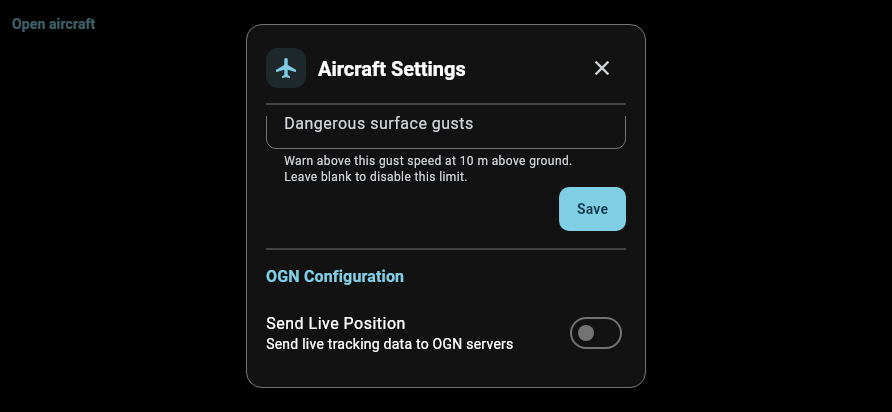 Open aircraft
Aircraft Settings
Dangerous surface gusts
Warn above this gust speed at 10 m above ground.
Leave blank to disable this limit.
Save
OGN Configuration
Send Live Position
Send live tracking data to OGN servers